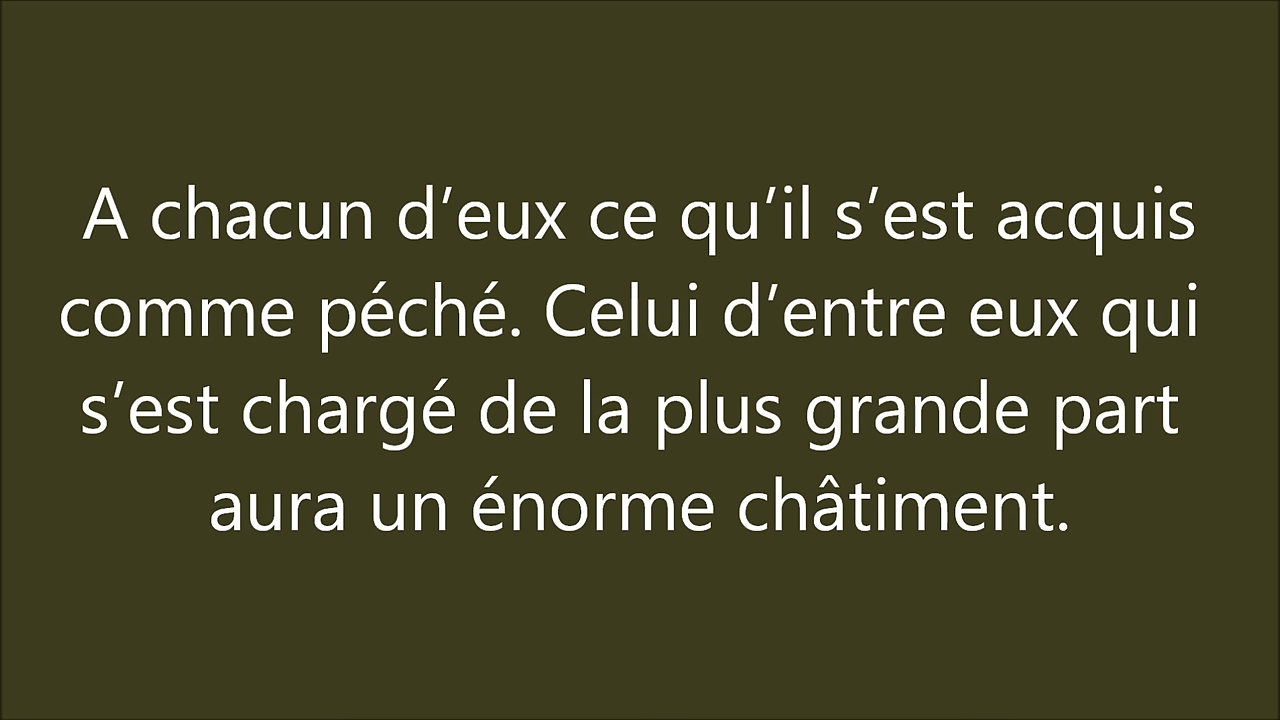 A chacun d’eux ce qu’il s’est acquis
comme péché. Celui d’entre eux qui
s’est chargé de la plus grande part
aura un énorme châtiment.